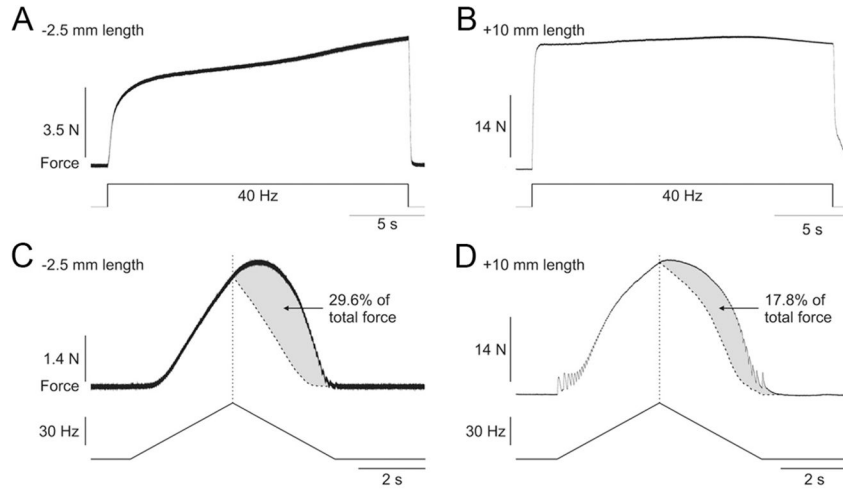 A
-2.5 mm length
3.5 N
Force
40 Hz
5 s
B
+10 mm length
14 N
40 Hz
5 s
C
-2.5 mm length
29.6% of
total force
1.4 N
Force
30 Hz
2 s
D
+10 mm length
17.8% of
total force
14 N
30 Hz
2 s